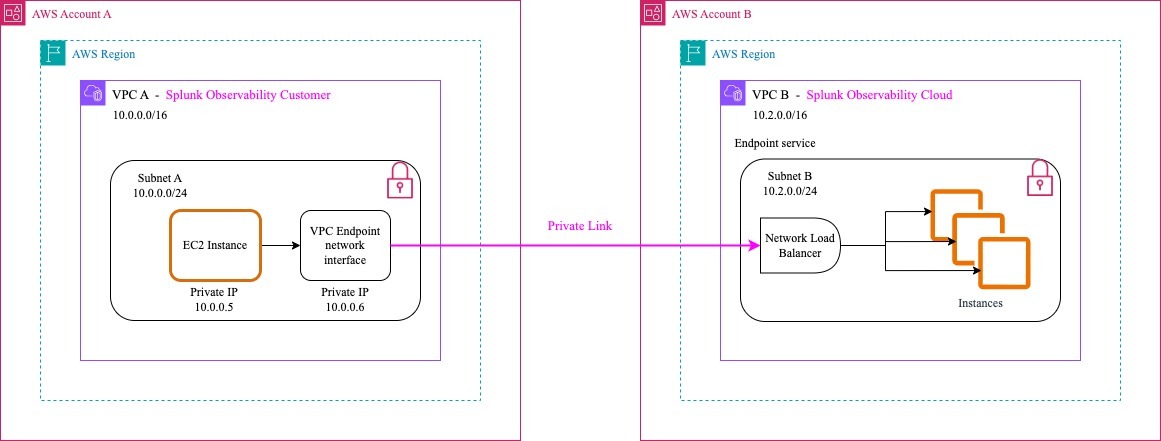 AWS Account A
AWS Region
VPC A - Splunk Observability Customer
10.0.0.0/16
Subnet A
10.0.0.0/24
EC2 Instance
Private IP
10.0.0.5
VPC Endpoint
network
interface
Private IP
10.0.0.6
Private Link
AWS Account B
AWS Region
VPC B - Splunk Observability Cloud
10.2.0.0/16
Endpoint service
Subnet B
10.2.0.0/24
Network Load
Balancer
Instances